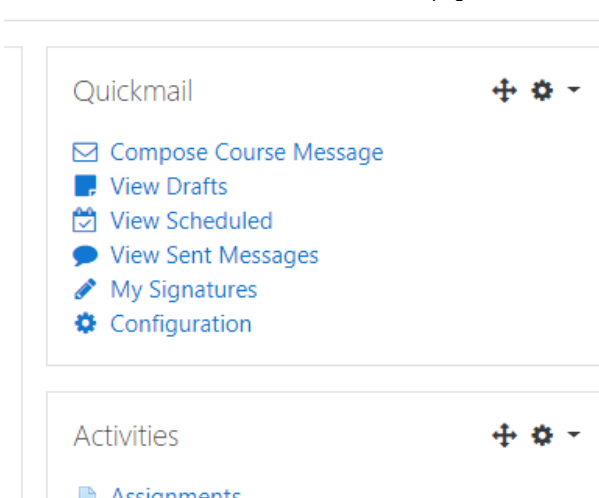 Quickmail
Compose Course Message
View Drafts
View Scheduled
View Sent Messages
My Signatures
Configuration
Activities
Assignments